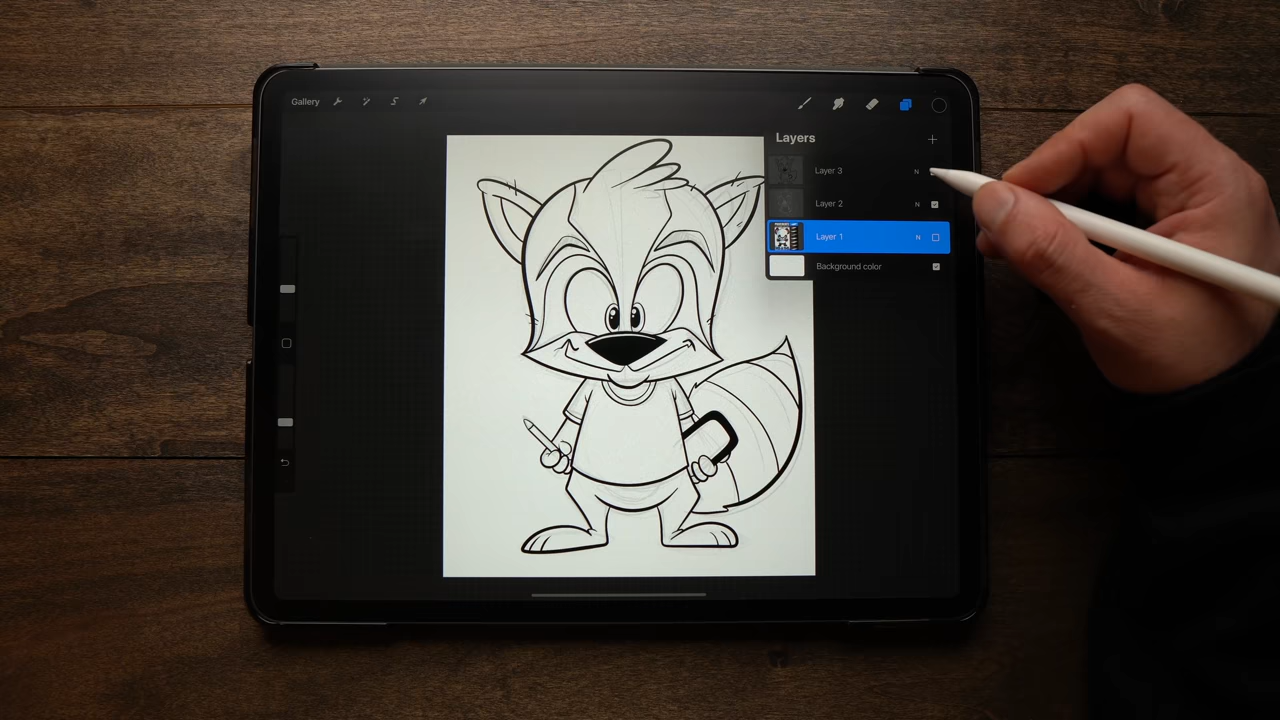 Gallery
Layers
Layer 3 N
Layer 2 N
Layer 1 N
Background color